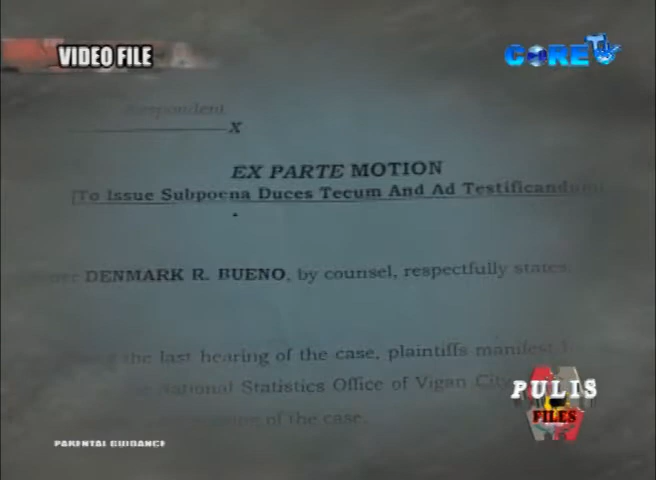 VIDEO FILE
CORE TV
Respondent
X
EX PARTE MOTION
[To Issue Subpoena Duces Tecum And Ad Testificandum]
DENMARK R. BUENO, by counsel, respectfully states
the last hearing of the case, plaintiffs manifest
National Statistics Office of Vigan City
of the case.
PULIS
FILES
PARENTAL GUIDANCE